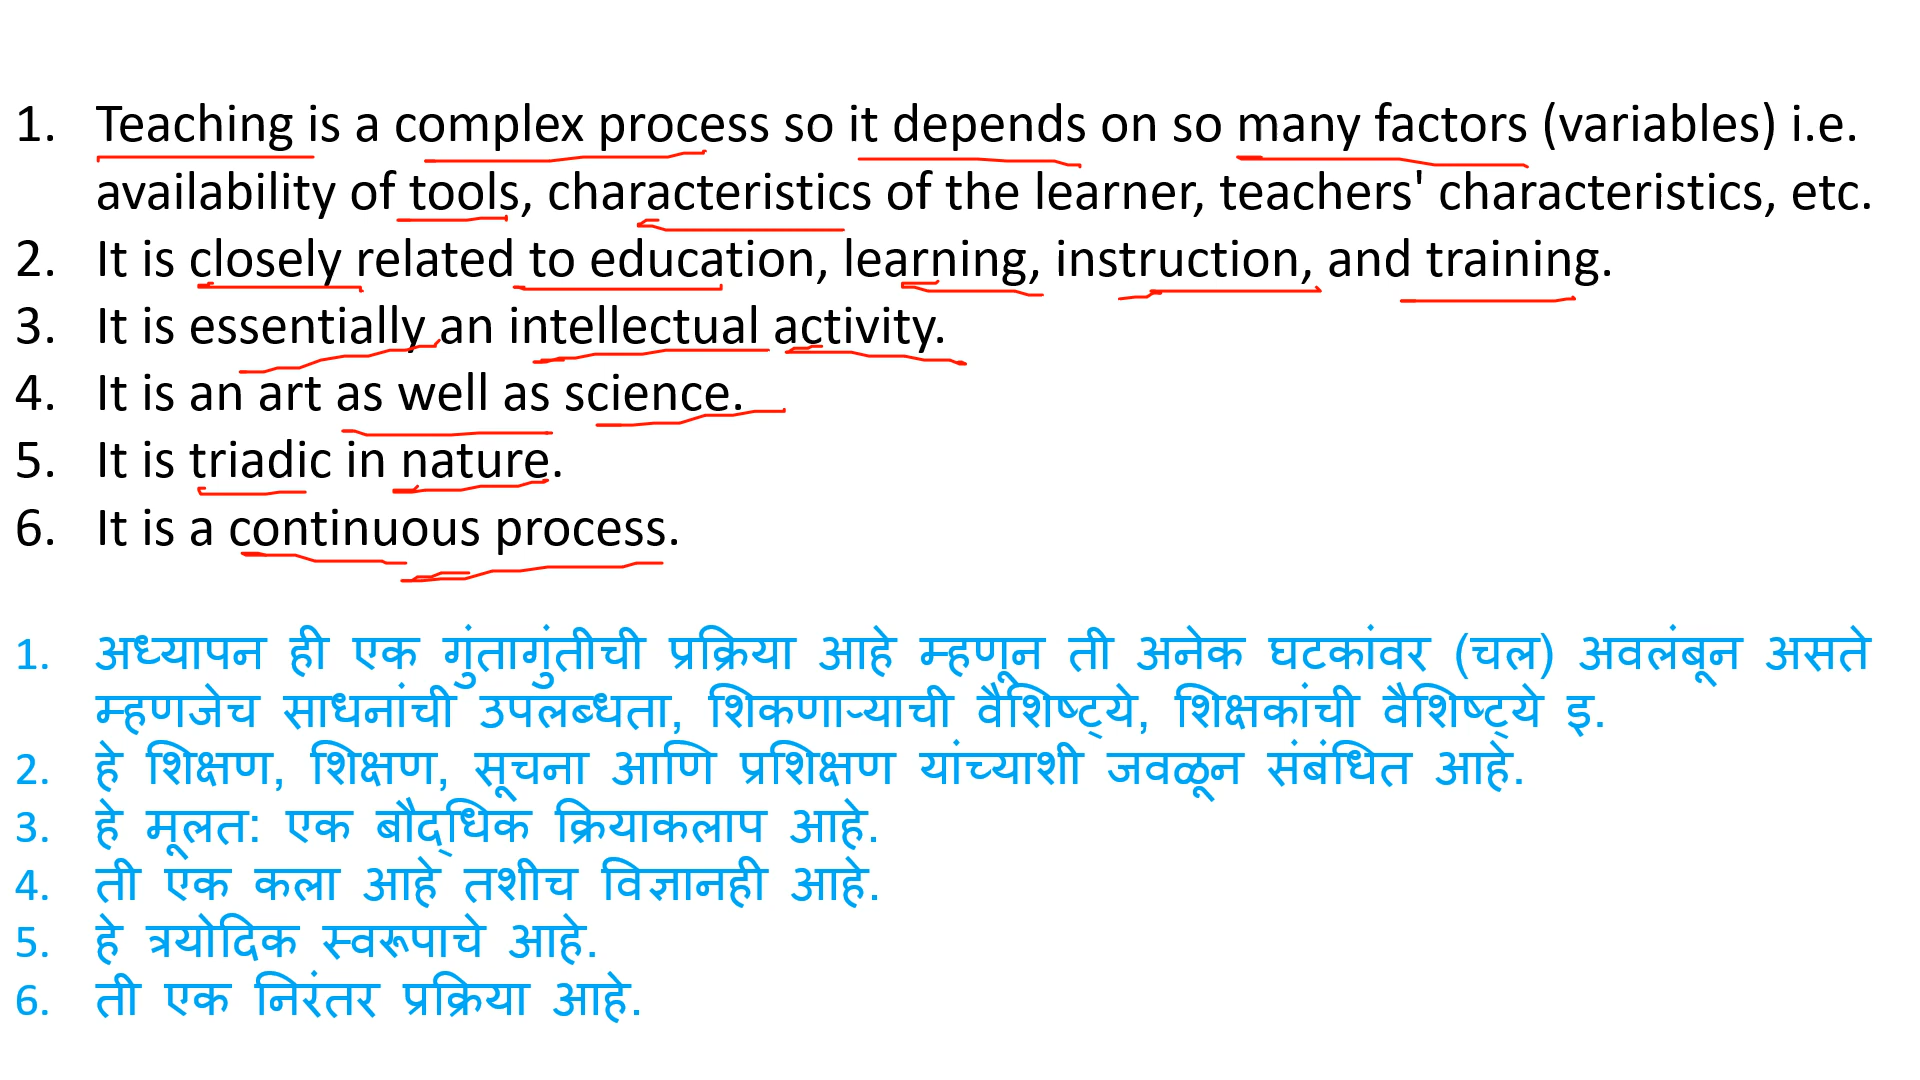 1. Teaching is a complex process so it depends on so many factors (variables) i.e.
availability of tools, characteristics of the learner, teachers' characteristics, etc.
2. It is closely related to education, learning, instruction, and training.
3. It is essentially an intellectual activity.
4. It is an art as well as science.
5. It is triadic in nature.
6. It is a continuous process.
1. अध्यापन ही एक गुंतागुंतीची प्रक्रिया आहे म्हणून ती अनेक घटकांवर (चल) अवलंबून असते
म्हणजेच साधनांची उपलब्धता, शिकणाऱ्याची वैशिष्ट्ये, शिक्षकांची वैशिष्ट्ये इ.
2. हे शिक्षण, शिक्षण, सूचना आणि प्रशिक्षण यांच्याशी जवळून संबंधित आहे.
3. हे मूलत: एक बौद्धिक क्रियाकलाप आहे.
4. ती एक कला आहे तशीच विज्ञानही आहे.
5. हे त्रयोदिक स्वरूपाचे आहे.
6. ती एक निरंतर प्रक्रिया आहे.